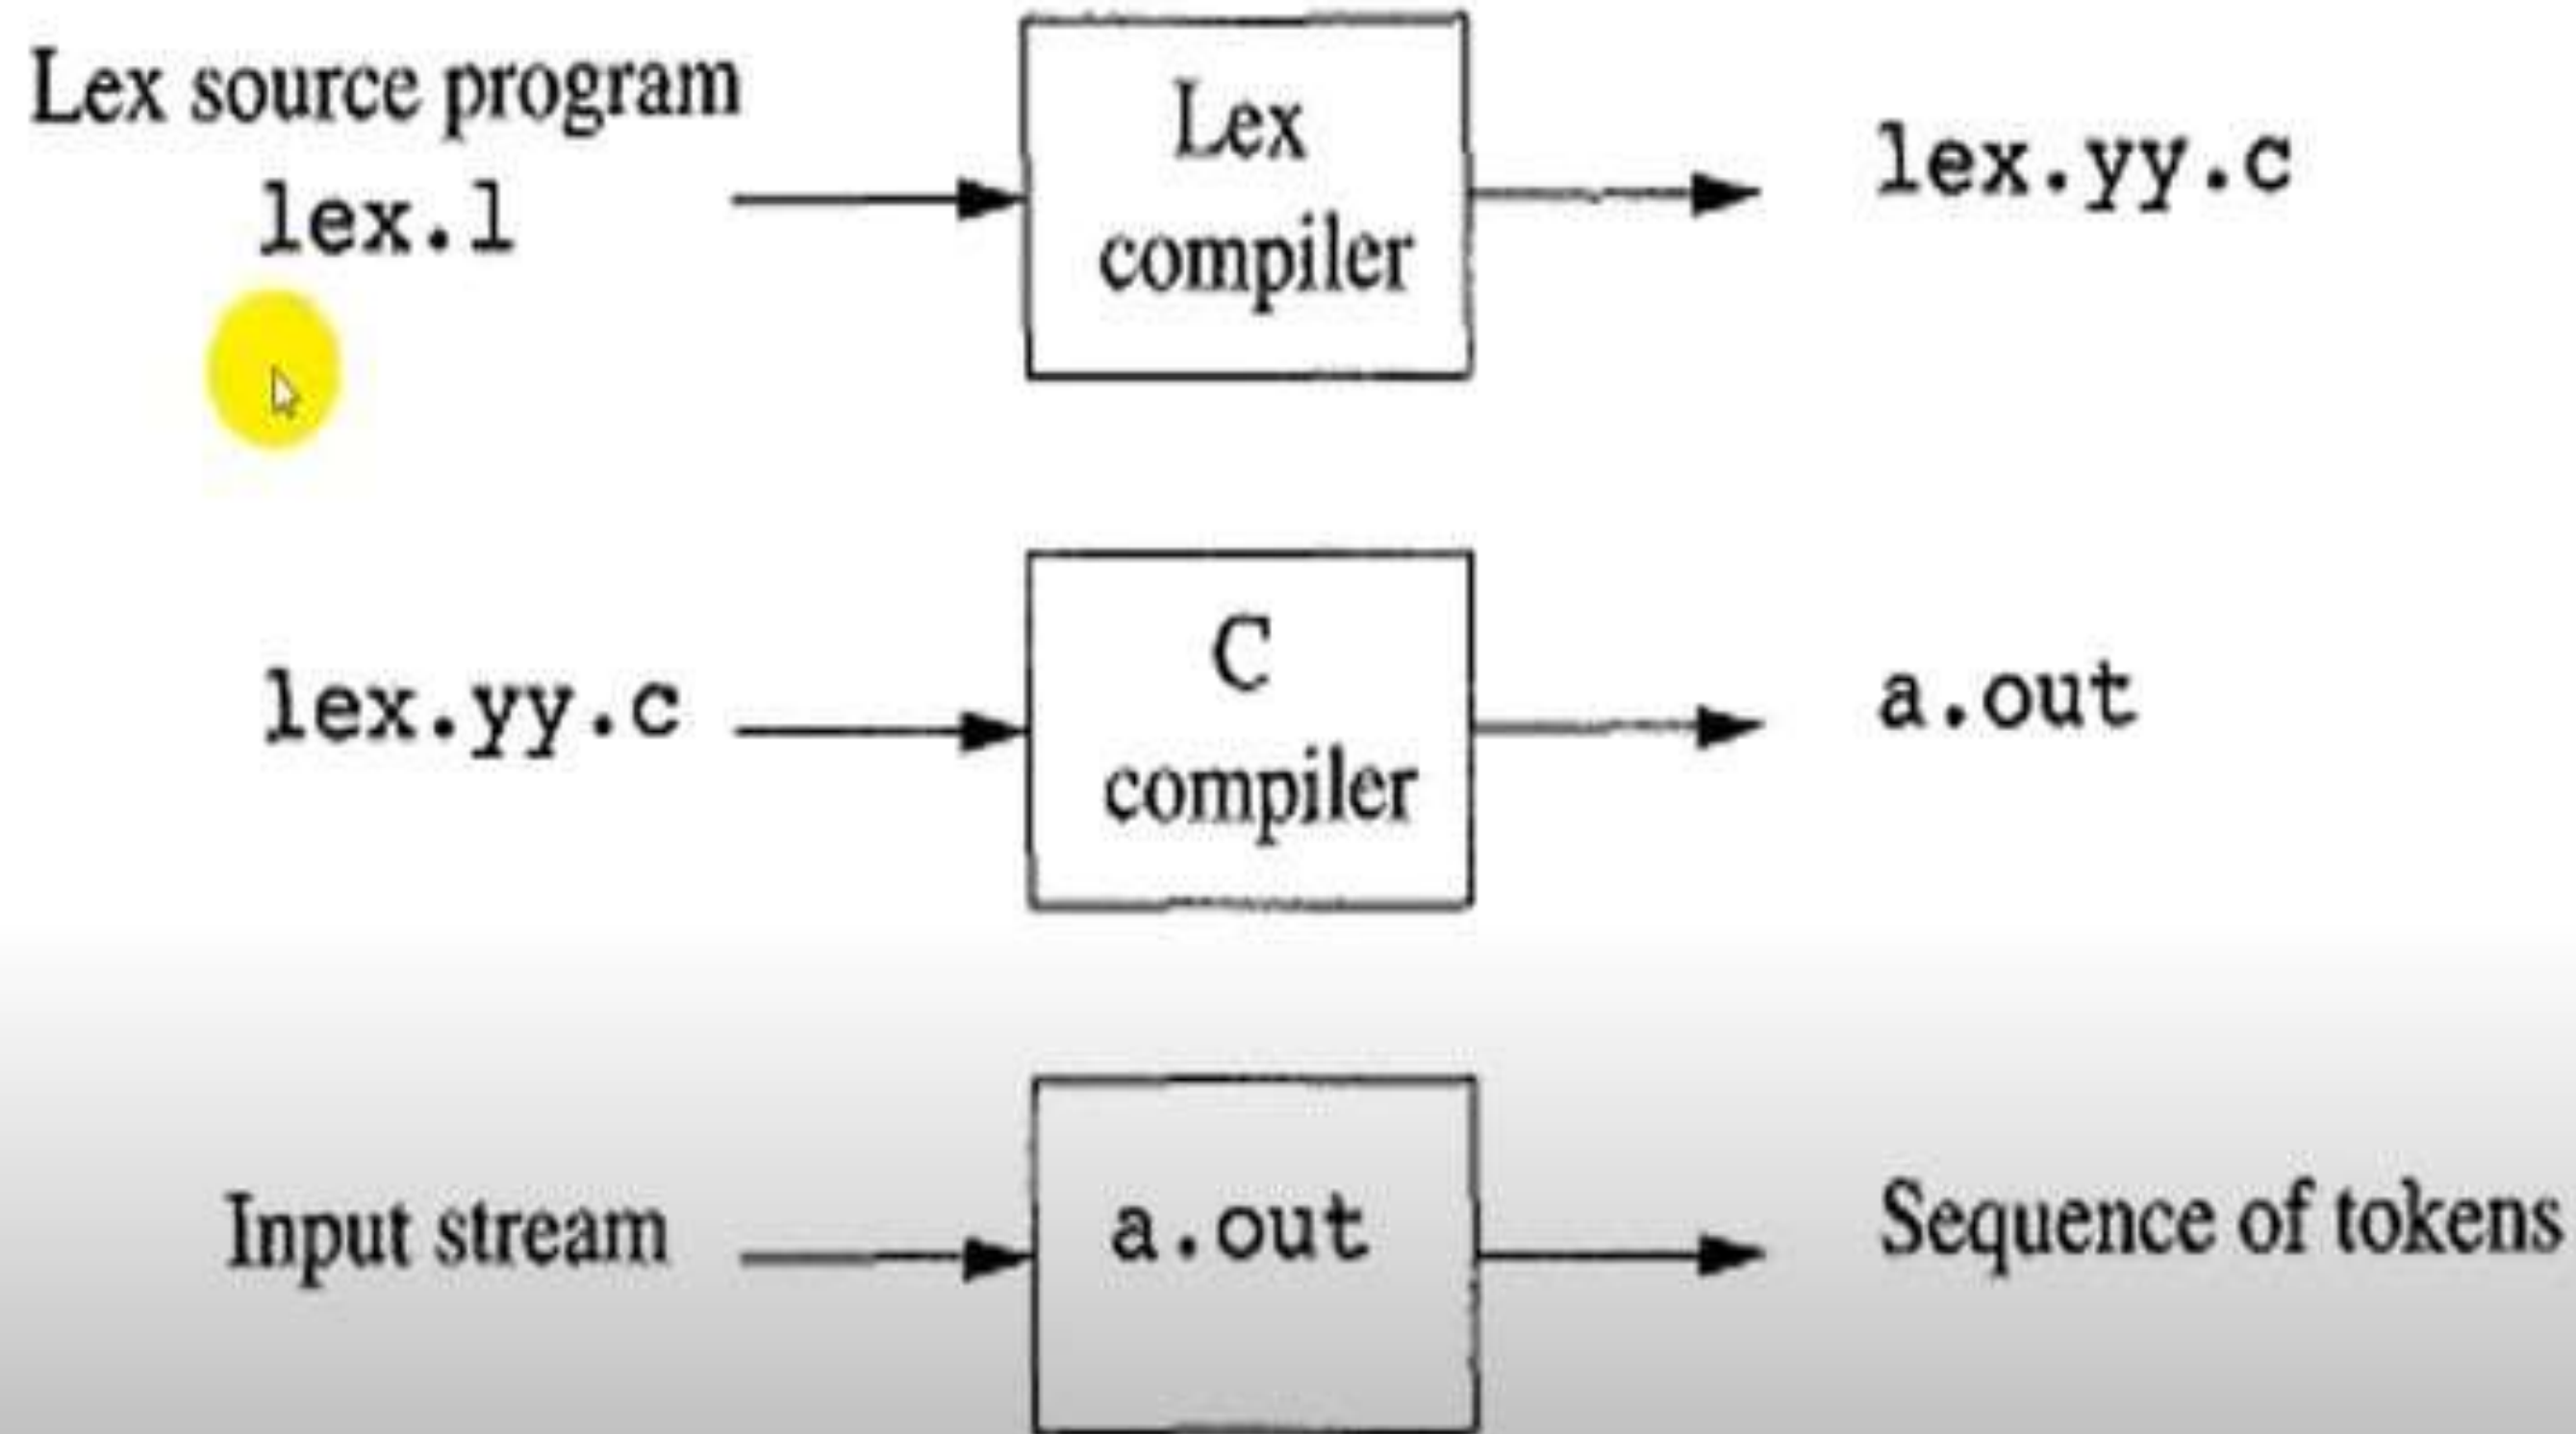 Lex source program
lex.l
Lex
compiler
lex.yy.c
lex.yy.c
C
compiler
a.out
Input stream
a.out
Sequence of tokens